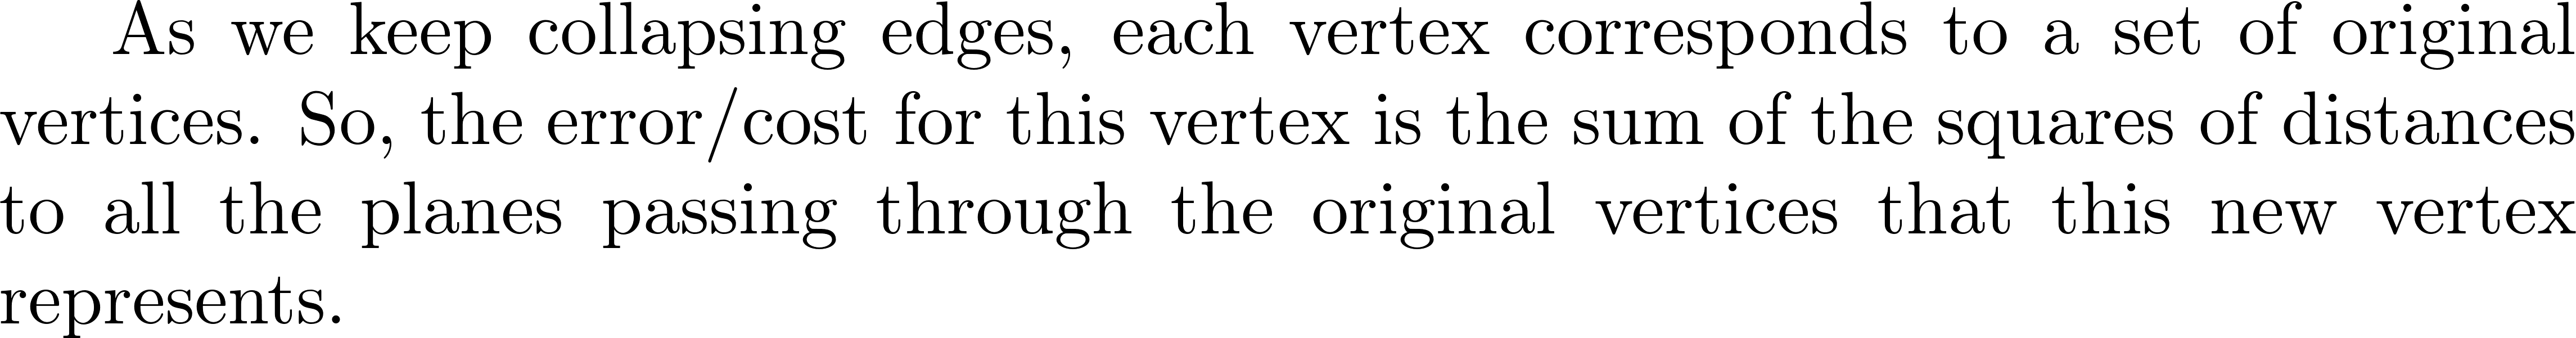 As we keep collapsing edges, each vertex corresponds to a set of original
vertices. So, the error/cost for this vertex is the sum of the squares of distances
to all the planes passing through the original vertices that this new vertex
represents.